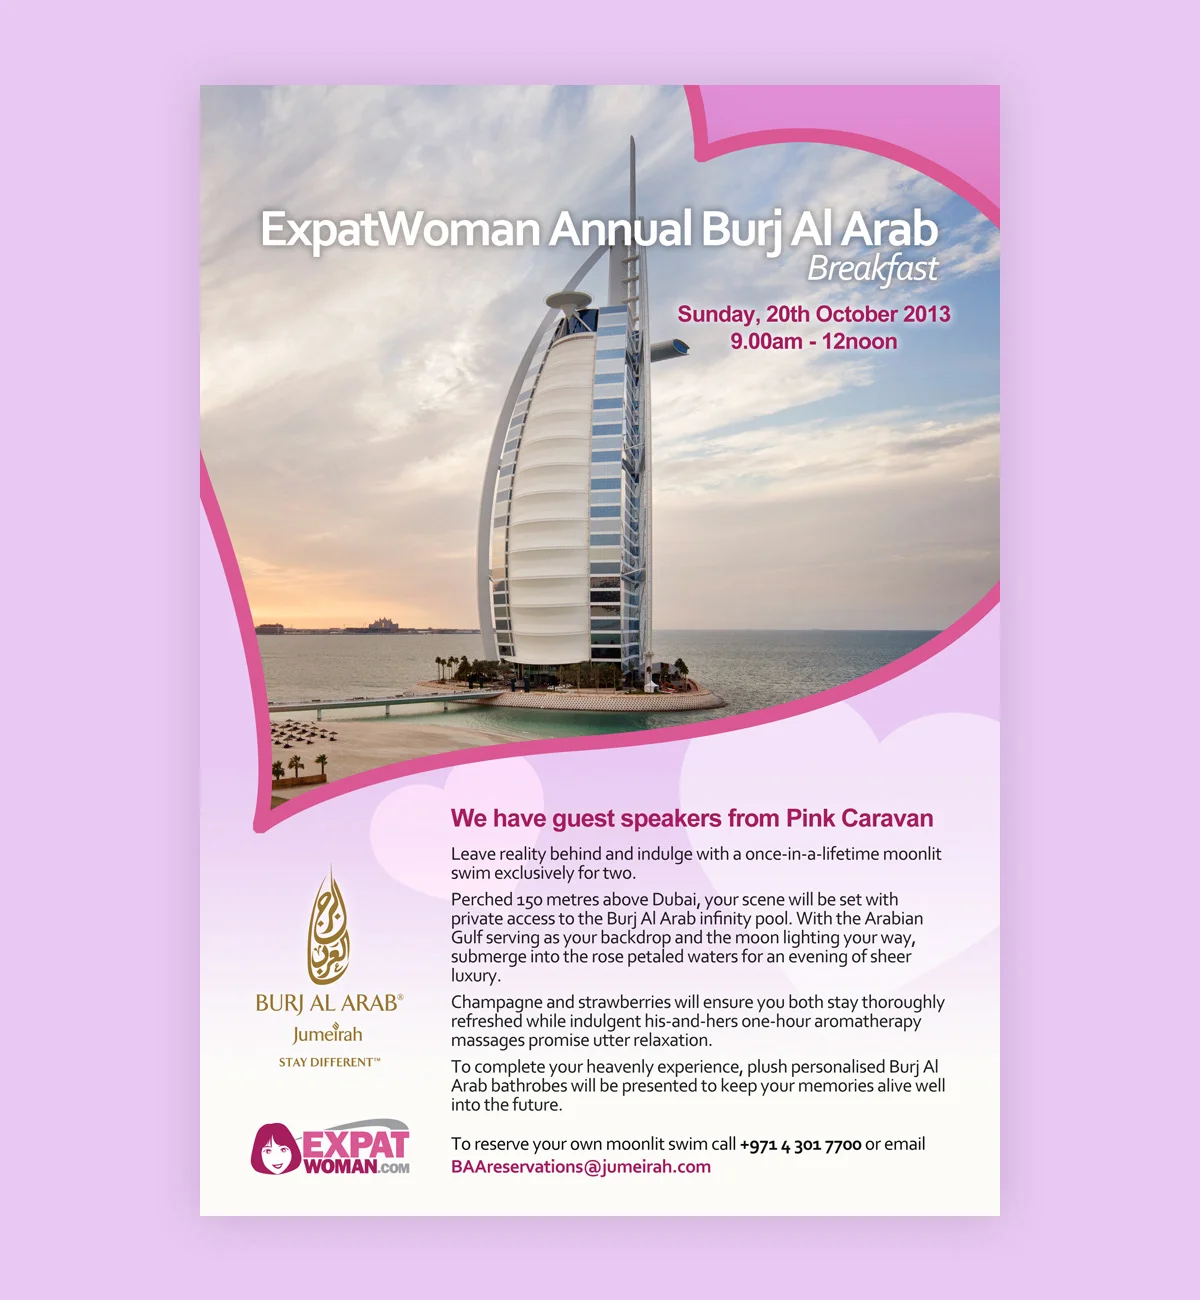 ExpatWoman Annual Burj Al Arab
Breakfast
Sunday, 20th October 2013
9.00am - 12noon
We have guest speakers from Pink Caravan
Leave reality behind and indulge with a once-in-a-lifetime moonlit
swim exclusively for two.
Perched 150 metres above Dubai, your scene will be set with
private access to the Burj Al Arab infinity pool. With the Arabian
Gulf serving as your backdrop and the moon lighting your way,
submerge into the rose petaled waters for an evening of sheer
luxury.
Champagne and strawberries will ensure you both stay thoroughly
refreshed while indulgent his-and-hers one-hour aromatherapy
massages promise utter relaxation.
To complete your heavenly experience, plush personalised Burj Al
Arab bathrobes will be presented to keep your memories alive well
into the future.
To reserve your own moonlit swim call +971 4 301 7700 or email
BAAreservations@jumeirah.com
برج
العرب
BURJ AL ARAB®
Jumeirah
STAY DIFFERENT™
EXPAT
WOMAN.COM